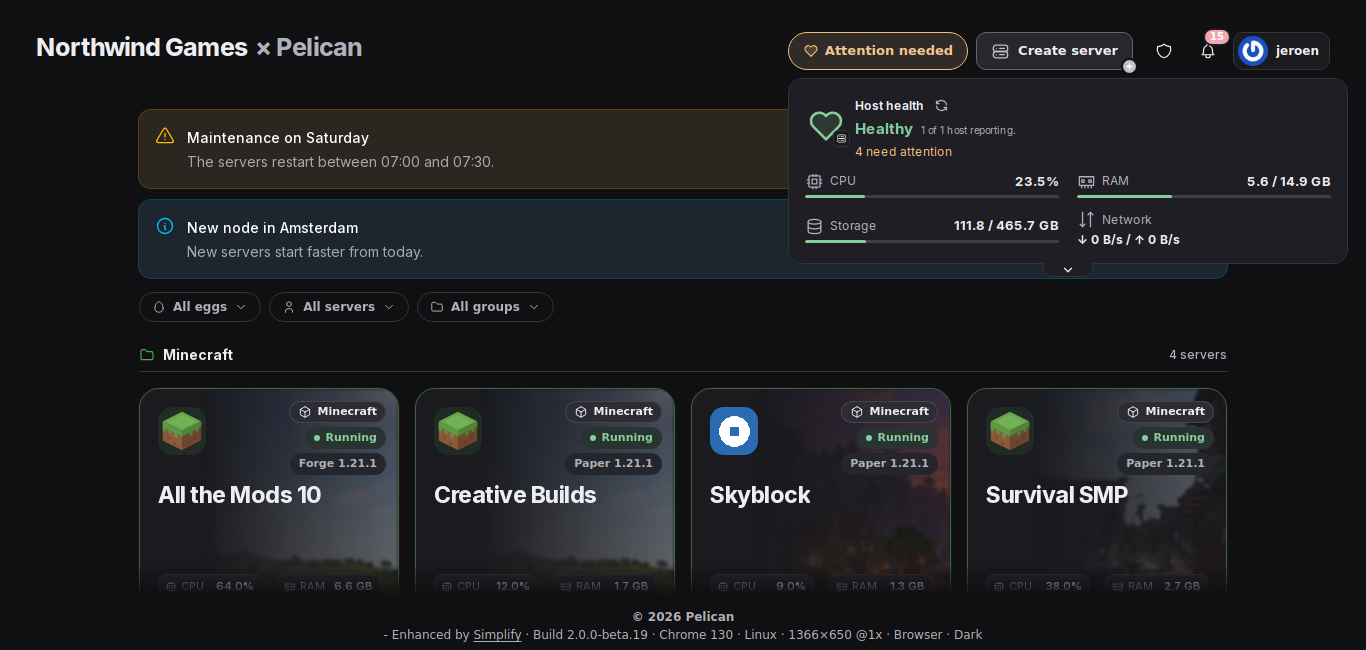 Northwind Games × Pelican
Attention needed
Create server
15
jeroen
Maintenance on Saturday
The servers restart between 07:00 and 07:30.
New node in Amsterdam
New servers start faster from today.
Host health
Healthy 1 of 1 host reporting.
4 need attention
CPU 23.5%
RAM 5.6 / 14.9 GB
Storage 111.8 / 465.7 GB
Network
↓ 0 B/s / ↑ 0 B/s
All eggs
All servers
All groups
Minecraft
4 servers
Minecraft
Running
Forge 1.21.1
All the Mods 10
CPU 64.0% RAM 6.6 GB
Minecraft
Running
Paper 1.21.1
Creative Builds
CPU 12.0% RAM 1.7 GB
Minecraft
Running
Paper 1.21.1
Skyblock
CPU 9.0% RAM 1.3 GB
Minecraft
Running
Paper 1.21.1
Survival SMP
CPU 38.0% RAM 2.7 GB
© 2026 Pelican
- Enhanced by Simplify · Build 2.0.0-beta.19 · Chrome 130 · Linux · 1366×650 @1x · Browser · Dark